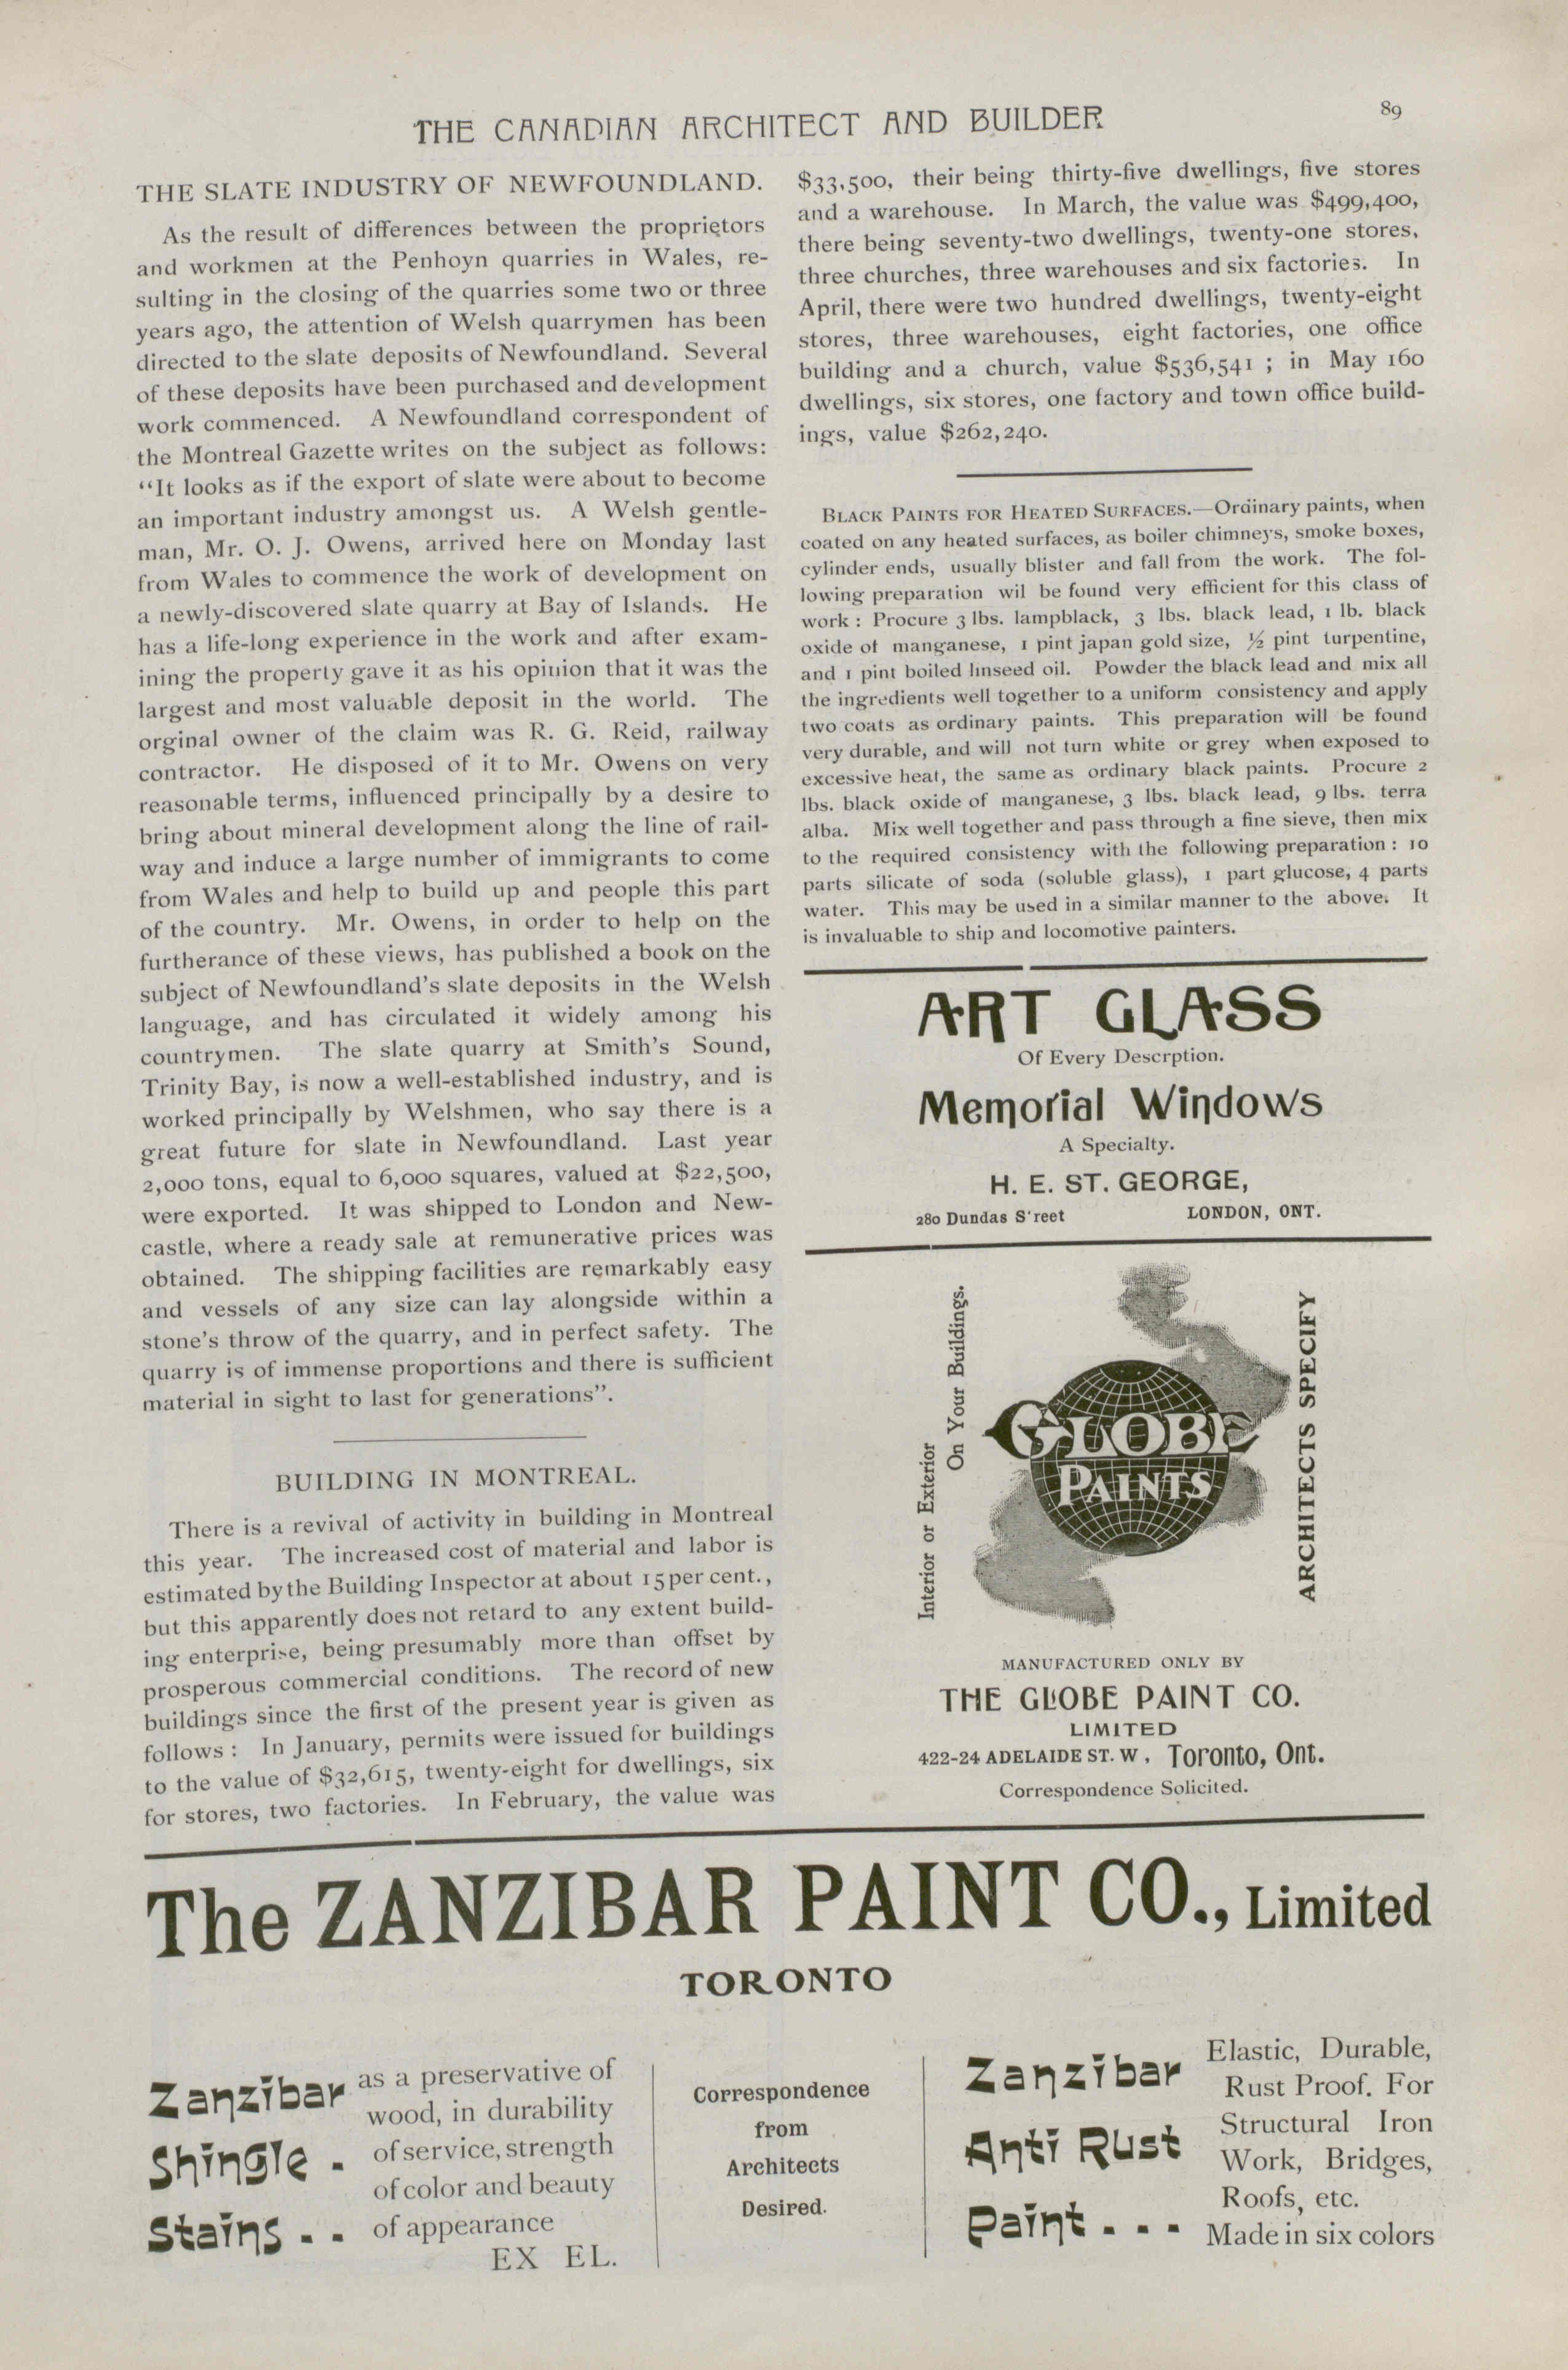 THE CANADIAN ARCHITECT AND BUILDER
89
THE SLATE INDUSTRY OF NEWFOUNDLAND.
As the result of differences between the proprietors
and workmen at the Penhoyn quarries in Wales, re-
sulting in the closing of the quarries some two or three
years ago, the attention of Welsh quarrymen has been
directed to the slate deposits of Newfoundland. Several
of these deposits have been purchased and development
work commenced. A Newfoundland correspondent of
the Montreal Gazette writes on the subject as follows:
“It looks as if the export of slate were about to become
an important industry amongst us. A Welsh gentle-
man, Mr. O. J. Owens, arrived here on Monday last
from Wales to commence the work of development on
a newly-discovered slate quarry at Bay of Islands. He
has a life-long experience in the work and after exam-
ining the property gave it as his opinion that it was the
largest and most valuable deposit in the world. The
orginal owner of the claim was R. G. Reid, railway
contractor. He disposed of it to Mr. Owens on very
reasonable terms, influenced principally by a desire to
bring about mineral development along the line of rail-
way and induce a large number of immigrants to come
from Wales and help to build up and people this part
of the country. Mr. Owens, in order to help on the
furtherance of these views, has published a book on the
subject of Newfoundland’s slate deposits in the Welsh
language, and has circulated it widely among his
countrymen. The slate quarry at Smith’s Sound,
Trinity Bay, is now a well-established industry, and is
worked principally by Welshmen, who say there is a
great future for slate in Newfoundland. Last year
2,000 tons, equal to 6,000 squares, valued at $22,500,
were exported. It was shipped to London and New-
castle, where a ready sale at remunerative prices was
obtained. The shipping facilities are remarkably easy
and vessels of any size can lay alongside within a
stone’s throw of the quarry, and in perfect safety. The
quarry is of immense proportions and there is sufficient
material in sight to last for generations”.
BUILDING IN MONTREAL.
There is a revival of activity in building in Montreal
this year. The increased cost of material and labor is
estimated by the Building Inspector at about 15 per cent.,
but this apparently does not retard to any extent build-
ing enterprise, being presumably more than offset by
prosperous commercial conditions. The record of new
buildings since the first of the present year is given as
follows : In January, permits were issued for buildings
to the value of $32,615, twenty-eight for dwellings, six
for stores, two factories. In February, the value was
$33,500, their being thirty-five dwellings, five stores
and a warehouse. In March, the value was $499,400,
there being seventy-two dwellings, twenty-one stores,
three churches, three warehouses and six factories. In
April, there were two hundred dwellings, twenty-eight
stores, three warehouses, eight factories, one office
building and a church, value $536,541 ; in May 160
dwellings, six stores, one factory and town office build-
ings, value $262,240.
BLACK PAINTS FOR HEATED SURFACES.—Ordinary paints, when
coated on any heated surfaces, as boiler chimneys, smoke boxes,
cylinder ends, usually blister and fall from the work. The fol-
lowing preparation wil be found very efficient for this class of
work : Procure 3 lbs. lampblack, 3 lbs. black lead, 1 lb. black
oxide of manganese, 1 pint japan gold size, ½ pint turpentine,
and 1 pint boiled linseed oil. Powder the black lead and mix all
the ingredients well together to a uniform consistency and apply
two coats as ordinary paints. This preparation will be found
very durable, and will not turn white or grey when exposed to
excessive heat, the same as ordinary black paints. Procure 2
lbs. black oxide of manganese, 3 lbs. black lead, 9 lbs. terra
alba. Mix well together and pass through a fine sieve, then mix
to the required consistency with the following preparation : 10
parts silicate of soda (soluble glass), 1 part glucose, 4 parts
water. This may be used in a similar manner to the above. It
is invaluable to ship and locomotive painters.
ART GLASS
Of Every Descrption.
Memorial Windows
A Specialty.
H. E. ST. GEORGE,
280 Dundas S'reet LONDON, ONT.
Interior or Exterior
On Your Buildings.
GLOBE
PAINTS
ARCHITECTS SPECIFY
MANUFACTURED ONLY BY
THE GLOBE PAINT CO.
LIMITED
422-24 ADELAIDE ST. W, Toronto, Ont.
Correspondence Solicited.
The ZANZIBAR PAINT CO., Limited
TORONTO
Zanzibar
Shingle .
Stains . .
as a preservative of
wood, in durability
of service, strength
of color and beauty
of appearance
EX EL.
Correspondence
from
Architects
Desired.
Zanzibar
Anti Rust
Paint . . .
Elastic, Durable,
Rust Proof. For
Structural Iron
Work, Bridges,
Roofs, etc.
Made in six colors